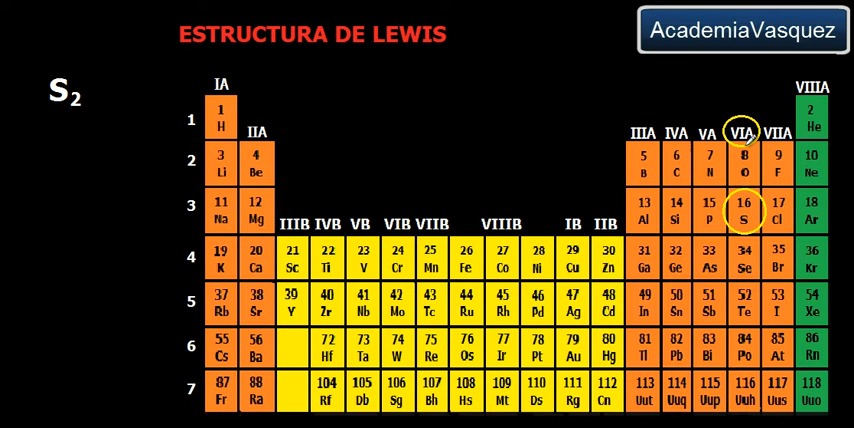 ESTRUCTURA DE LEWIS
AcademiaVasquez
S2
IA IIA IIIB IVB VB VIB VIIB VIIIB IB IIB IIIA IVA VA VIA VIIA VIIIA
1 1 H 2 He
2 3 Li 4 Be 5 B 6 C 7 N 8 O 9 F 10 Ne
3 11 Na 12 Mg 13 Al 14 Si 15 P 16 S 17 Cl 18 Ar
4 19 K 20 Ca 21 Sc 22 Ti 23 V 24 Cr 25 Mn 26 Fe 27 Co 28 Ni 29 Cu 30 Zn 31 Ga 32 Ge 33 As 34 Se 35 Br 36 Kr
5 37 Rb 38 Sr 39 Y 40 Zr 41 Nb 42 Mo 43 Tc 44 Ru 45 Rh 46 Pd 47 Ag 48 Cd 49 In 50 Sn 51 Sb 52 Te 53 I 54 Xe
6 55 Cs 56 Ba 72 Hf 73 Ta 74 W 75 Re 76 Os 77 Ir 78 Pt 79 Au 80 Hg 81 Tl 82 Pb 83 Bi 84 Po 85 At 86 Rn
7 87 Fr 88 Ra 104 Rf 105 Db 106 Sg 107 Bh 108 Hs 109 Mt 110 Ds 111 Rg 112 Cn 113 Uut 114 Uuq 115 Uup 116 Uuh 117 Uus 118 Uuo